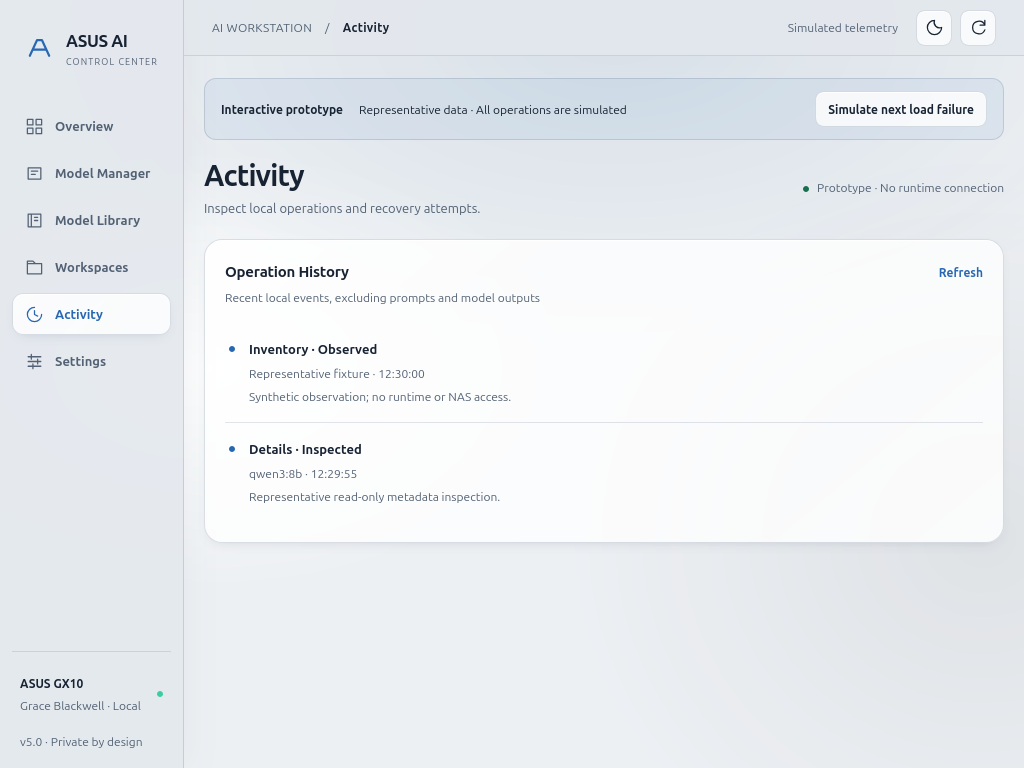 ASUS AI
CONTROL CENTER
Overview
Model Manager
Model Library
Workspaces
Activity
Settings
ASUS GX10
Grace Blackwell · Local
v5.0 · Private by design
AI WORKSTATION / Activity
Simulated telemetry
Interactive prototype Representative data · All operations are simulated
Simulate next load failure
Activity
Inspect local operations and recovery attempts.
Prototype · No runtime connection
Operation History
Refresh
Recent local events, excluding prompts and model outputs
Inventory · Observed
Representative fixture · 12:30:00
Synthetic observation; no runtime or NAS access.
Details · Inspected
qwen3:8b · 12:29:55
Representative read-only metadata inspection.